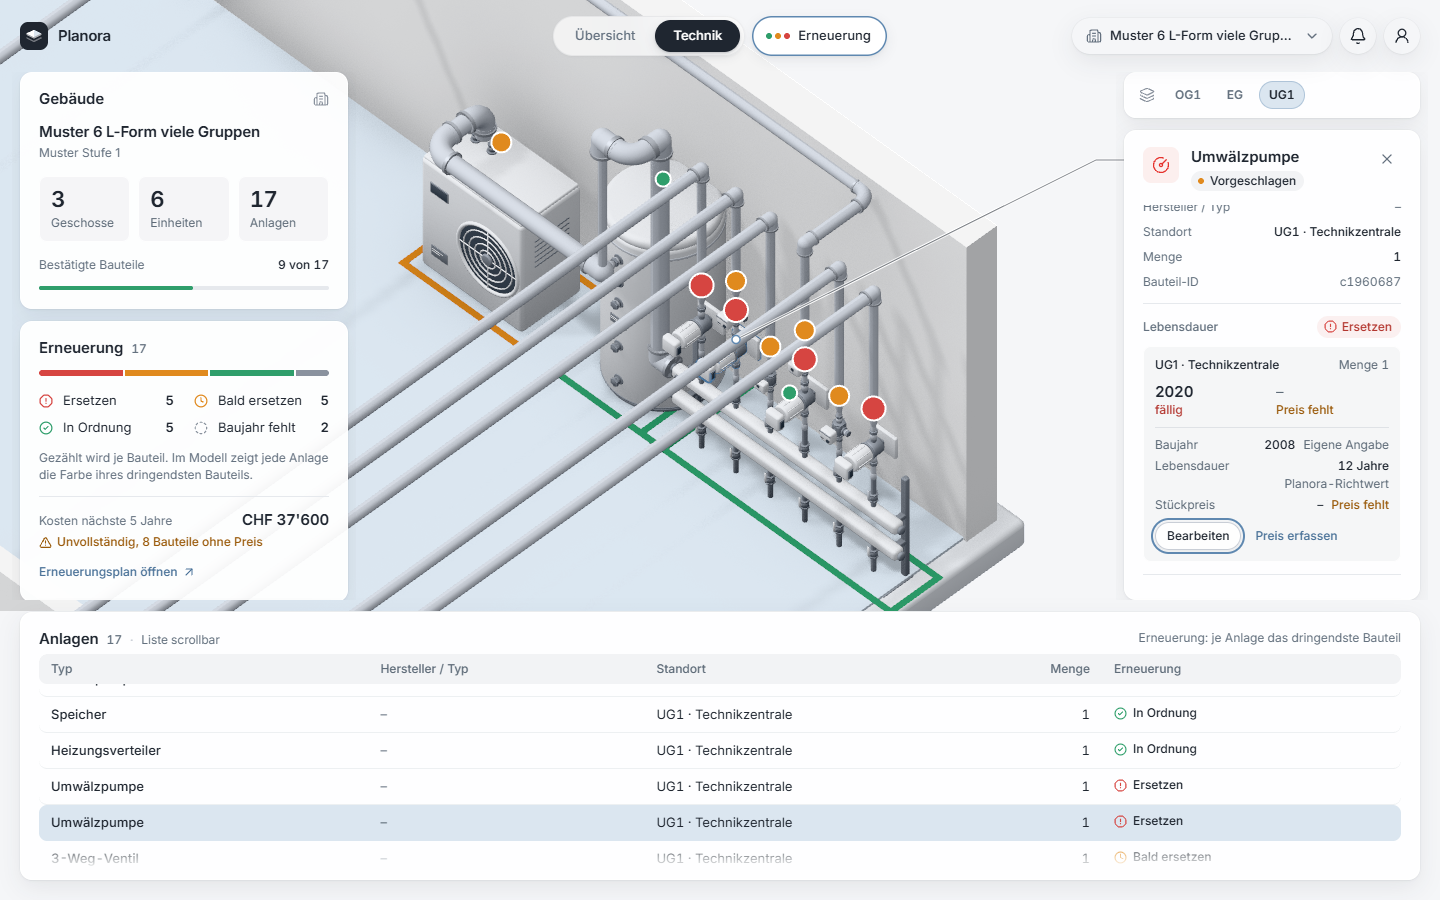 Planora
Übersicht
Technik
Erneuerung
Muster 6 L-Form viele Grup...
Gebäude
Muster 6 L-Form viele Gruppen
Muster Stufe 1
3 6 17
Geschosse Einheiten Anlagen
Bestätigte Bauteile 9 von 17
Erneuerung 17
Ersetzen 5 Bald ersetzen 5
In Ordnung 5 Baujahr fehlt 2
Gezählt wird je Bauteil. Im Modell zeigt jede Anlage
die Farbe ihres dringendsten Bauteils.
Kosten nächste 5 Jahre CHF 37'600
Unvollständig, 8 Bauteile ohne Preis
Erneuerungsplan öffnen
OG1 EG UG1
Umwälzpumpe
Vorgeschlagen
Hersteller / Typ –
Standort UG1 · Technikzentrale
Menge 1
Bauteil-ID c1960687
Lebensdauer Ersetzen
UG1 · Technikzentrale Menge 1
2020 –
fällig Preis fehlt
Baujahr 2008 Eigene Angabe
Lebensdauer 12 Jahre
Planora-Richtwert
Stückpreis – Preis fehlt
Bearbeiten Preis erfassen
Anlagen 17 · Liste scrollbar
Erneuerung: je Anlage das dringendste Bauteil
Typ Hersteller / Typ Standort Menge Erneuerung
Speicher – UG1 · Technikzentrale 1 In Ordnung
Heizungsverteiler – UG1 · Technikzentrale 1 In Ordnung
Umwälzpumpe – UG1 · Technikzentrale 1 Ersetzen
Umwälzpumpe – UG1 · Technikzentrale 1 Ersetzen
3-Weg-Ventil – UG1 · Technikzentrale 1 Bald ersetzen